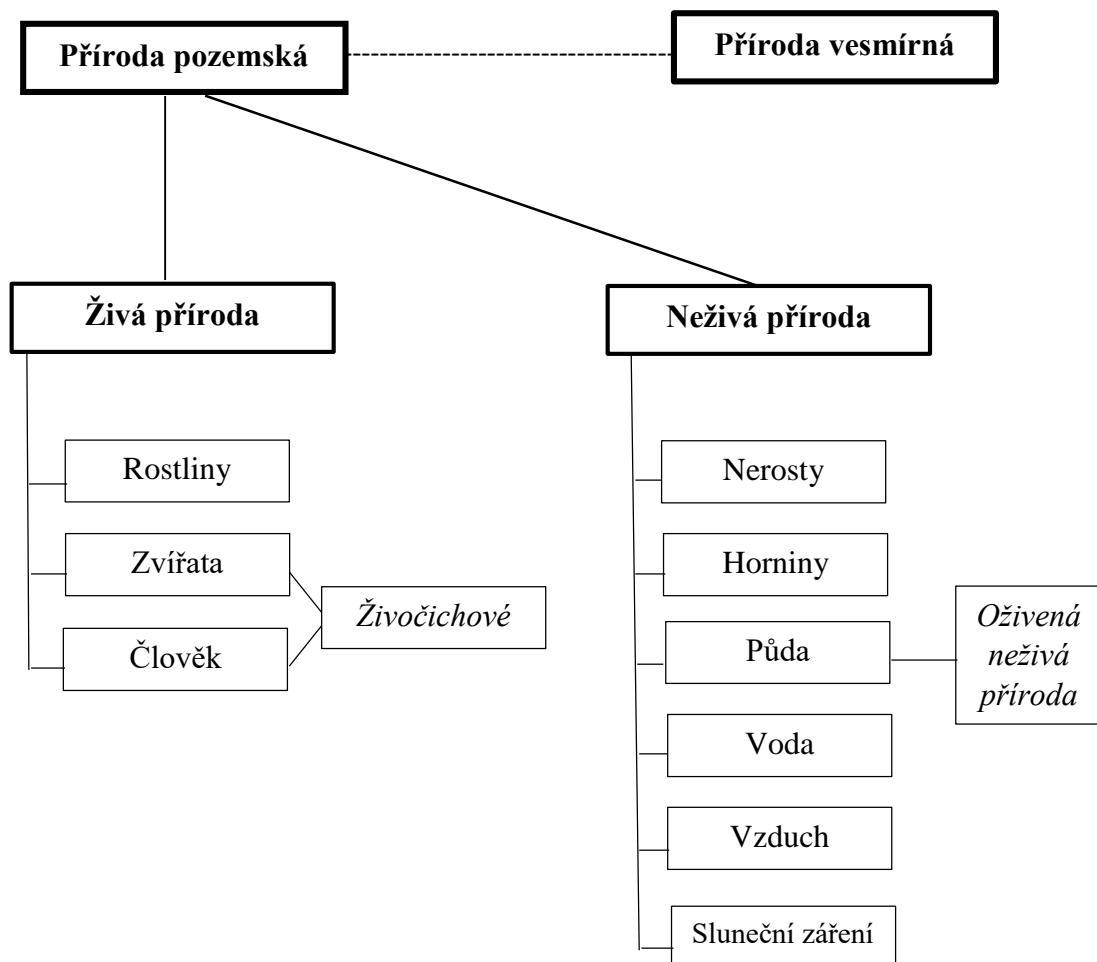 Příroda pozemská
Příroda vesmírná
Živá příroda
Neživá příroda
Rostliny
Zvířata
Člověk
Živočichové
Nerosty
Horniny
Půda
Oživená
neživá
příroda
Voda
Vzduch
Sluneční záření